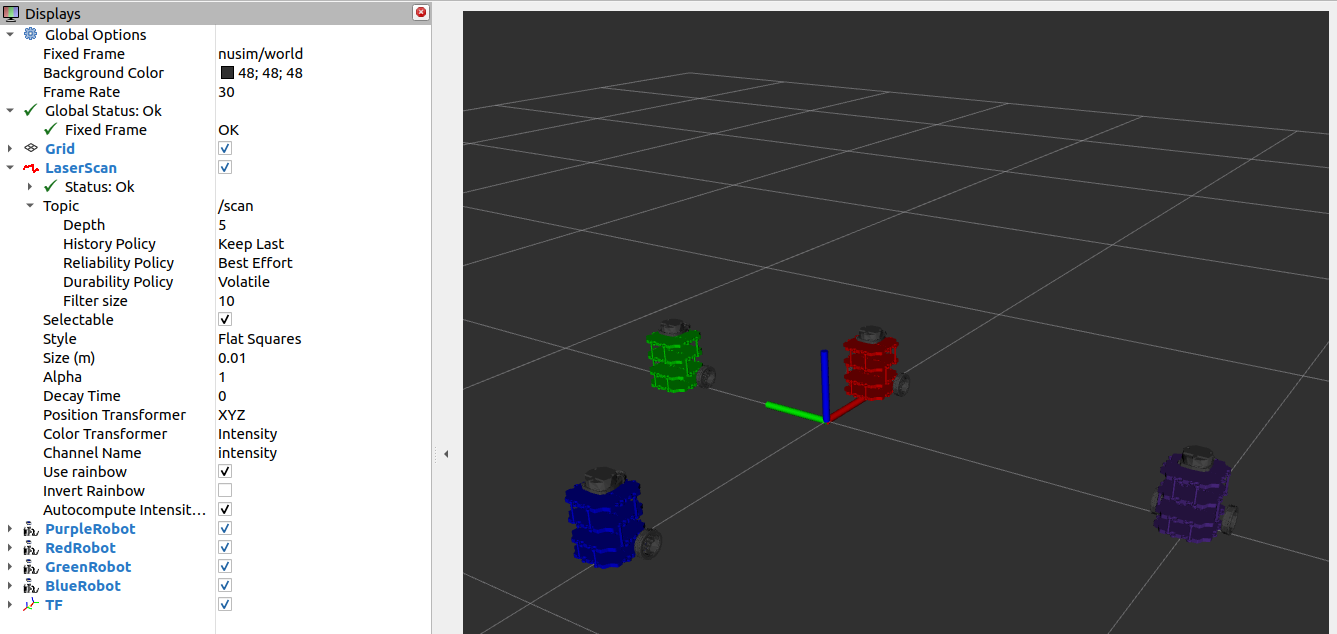 Displays
Global Options
Fixed Frame nusim/world
Background Color 48; 48; 48
Frame Rate 30
Global Status: Ok
Fixed Frame OK
Grid
LaserScan
Status: Ok
Topic /scan
Depth 5
History Policy Keep Last
Reliability Policy Best Effort
Durability Policy Volatile
Filter size 10
Selectable
Style Flat Squares
Size (m) 0.01
Alpha 1
Decay Time 0
Position Transformer XYZ
Color Transformer Intensity
Channel Name intensity
Use rainbow
Invert Rainbow
Autocompute Intensit...
PurpleRobot
RedRobot
GreenRobot
BlueRobot
TF